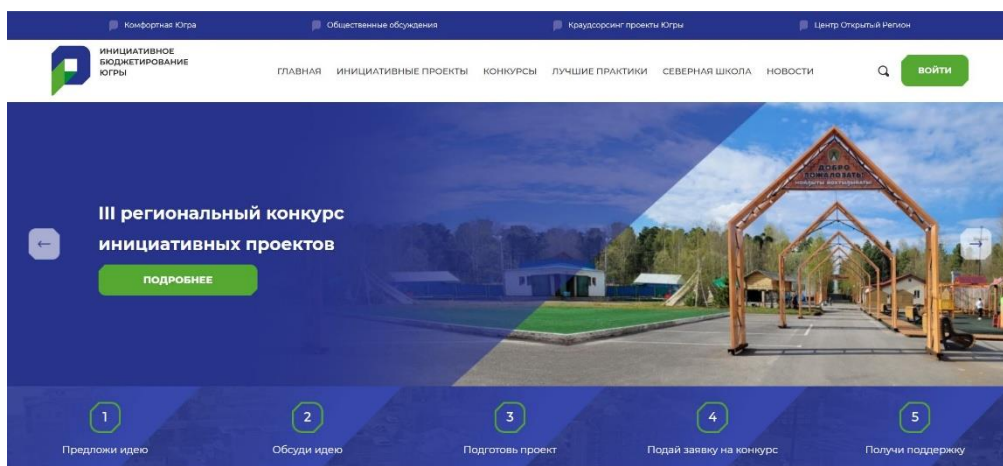 Комфортная Югра
Общественные обсуждения
Краудсорсинг проекты Югры
Центр Открытый Регион
ИНИЦИАТИВНОЕ
БЮДЖЕТИРОВАНИЕ
ЮГРЫ
ГЛАВНАЯ
ИНИЦИАТИВНЫЕ ПРОЕКТЫ
КОНКУРСЫ
ЛУЧШИЕ ПРАКТИКИ
СЕВЕРНАЯ ШКОЛА
НОВОСТИ
ВОЙТИ
III региональный конкурс
инициативных проектов
ПОДРОБНЕЕ
ДОБРО
ПОЖАЛОВАТЬ!
1
Предложи идею
2
Обсуди идею
3
Подготовь проект
4
Подай заявку на конкурс
5
Получи поддержку